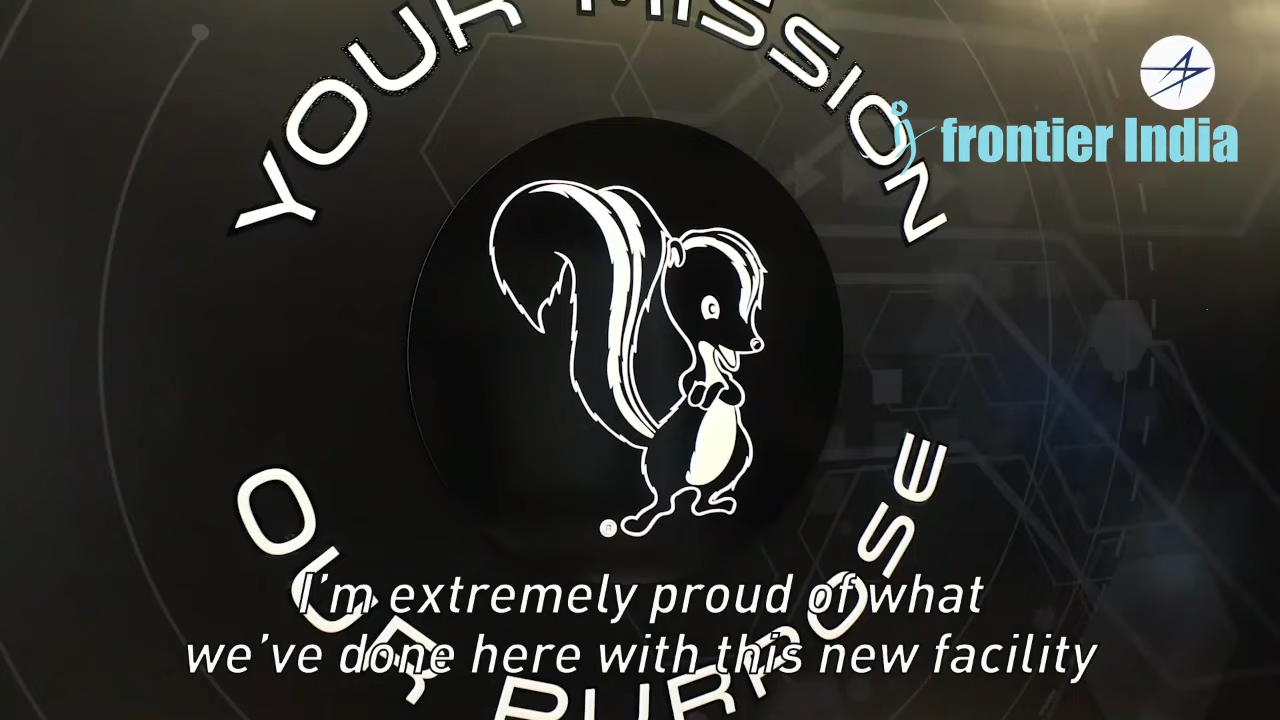 YOUR MISSION
frontier India
®
OUR PURPOSE
I'm extremely proud of what
we've done here with this new facility